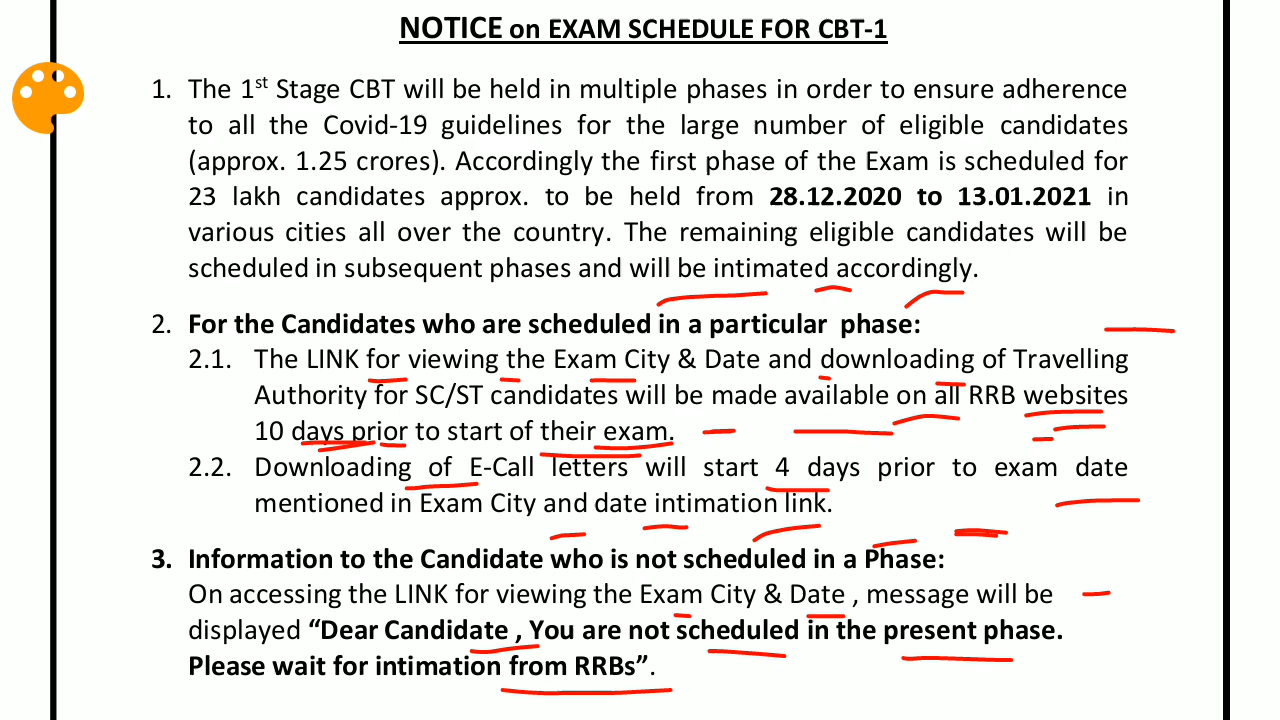 NOTICE on EXAM SCHEDULE FOR CBT-1
1. The 1st Stage CBT will be held in multiple phases in order to ensure adherence
to all the Covid-19 guidelines for the large number of eligible candidates
(approx. 1.25 crores). Accordingly the first phase of the Exam is scheduled for
23 lakh candidates approx. to be held from 28.12.2020 to 13.01.2021 in
various cities all over the country. The remaining eligible candidates will be
scheduled in subsequent phases and will be intimated accordingly.
2. For the Candidates who are scheduled in a particular phase:
2.1. The LINK for viewing the Exam City & Date and downloading of Travelling
Authority for SC/ST candidates will be made available on all RRB websites
10 days prior to start of their exam.
2.2. Downloading of E-Call letters will start 4 days prior to exam date
mentioned in Exam City and date intimation link.
3. Information to the Candidate who is not scheduled in a Phase:
On accessing the LINK for viewing the Exam City & Date , message will be
displayed “Dear Candidate , You are not scheduled in the present phase.
Please wait for intimation from RRBs”.